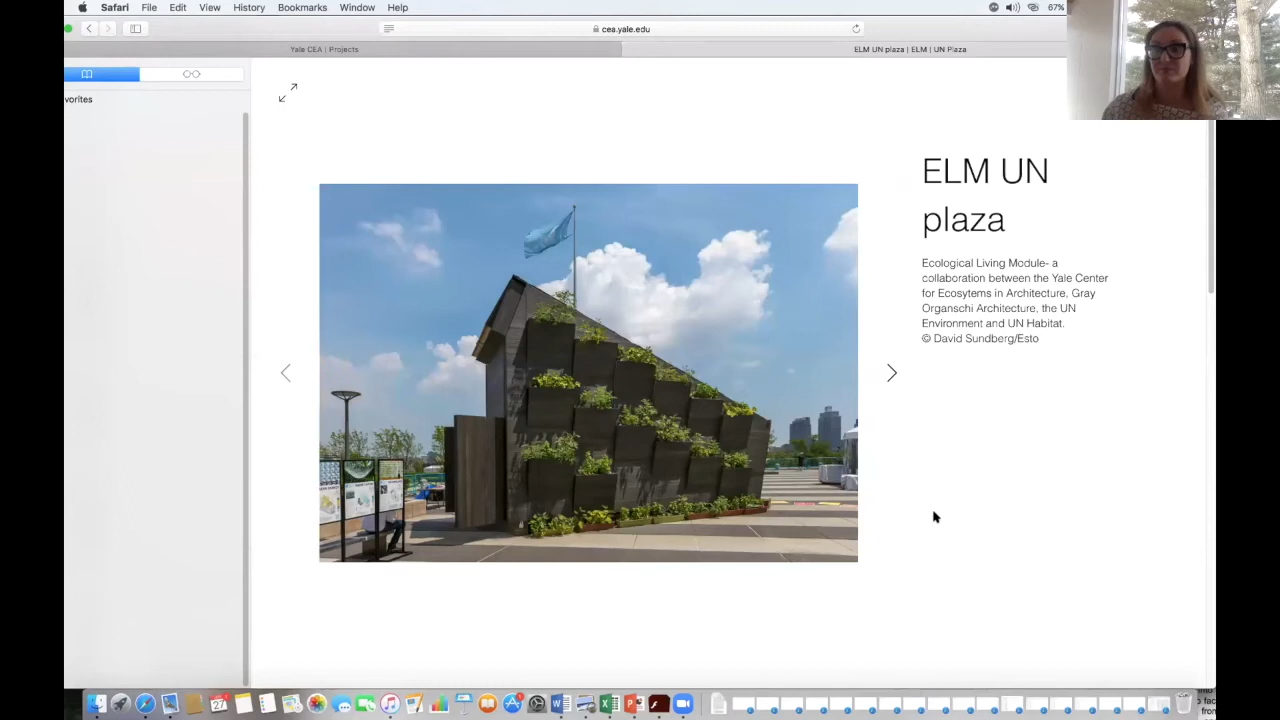 Safari File Edit View History Bookmarks Window Help 67%
cea.yale.edu
Yale CEA | Projects
ELM UN plaza | ELM | UN Plaza
vorites
ELM UN
plaza
Ecological Living Module- a
collaboration between the Yale Center
for Ecosytems in Architecture, Gray
Organschi Architecture, the UN
Environment and UN Habitat.
© David Sundberg/Esto